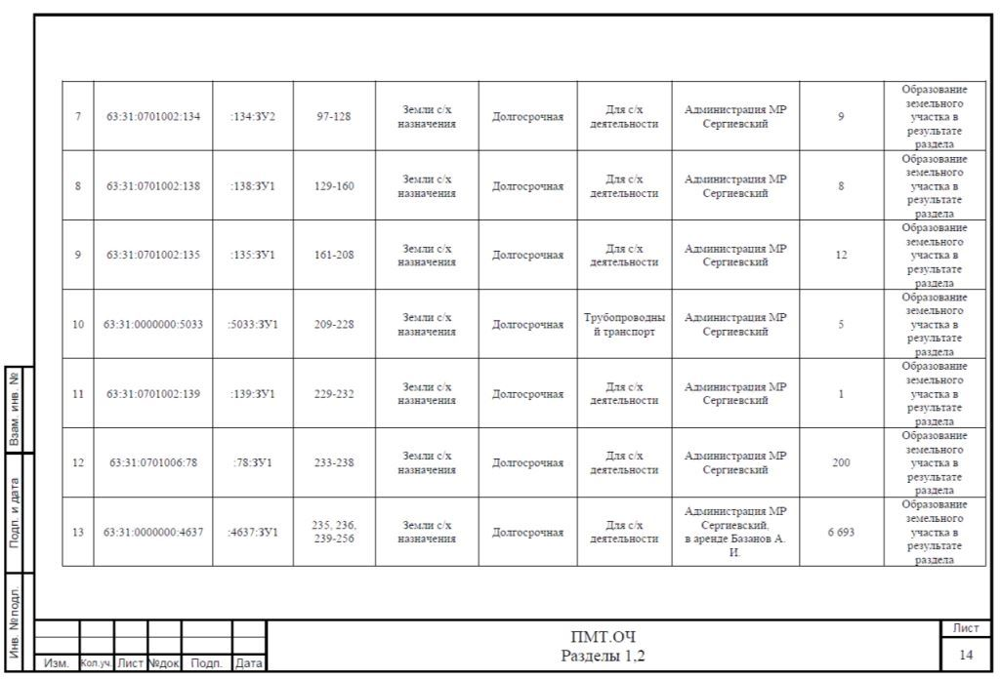 Образование
земельного
7 63:31:0701002:134 :134:ЗУ2 97-128 Земли с/х назначения Долгосрочная Для с/х деятельности Администрация МР Сергиевский 9 участка в
результате
раздела
Образование
земельного
8 63:31:0701002:138 :138:ЗУ1 129-160 Земли с/х назначения Долгосрочная Для с/х деятельности Администрация МР Сергиевский 8 участка в
результате
раздела
Образование
земельного
9 63:31:0701002:135 :135:ЗУ1 161-208 Земли с/х назначения Долгосрочная Для с/х деятельности Администрация МР Сергиевский 12 участка в
результате
раздела
Образование
земельного
10 63:31:0000000:5033 :5033:ЗУ1 209-228 Земли с/х назначения Долгосрочная Трубопроводны й транспорт Администрация МР Сергиевский 5 участка в
результате
раздела
Образование
земельного
11 63:31:0701002:139 :139:ЗУ1 229-232 Земли с/х назначения Долгосрочная Для с/х деятельности Администрация МР Сергиевский 1 участка в
результате
раздела
Образование
земельного
12 63:31:0701006:78 :78:ЗУ1 233-238 Земли с/х назначения Долгосрочная Для с/х деятельности Администрация МР Сергиевский 200 участка в
результате
раздела
Образование
земельного
13 63:31:0000000:4637 :4637:ЗУ1 235, 236, 239-256 Земли с/х назначения Долгосрочная Для с/х деятельности Администрация МР Сергиевский, в аренде Базанов А. И. 6 693 участка в
результате
раздела
Взам. инв. №
Подп. и дата
Инв. № подл.
Изм. Кол.уч. Лист №док Подп. Дата
ПМТ.ОЧ
Разделы 1,2
Лист
14